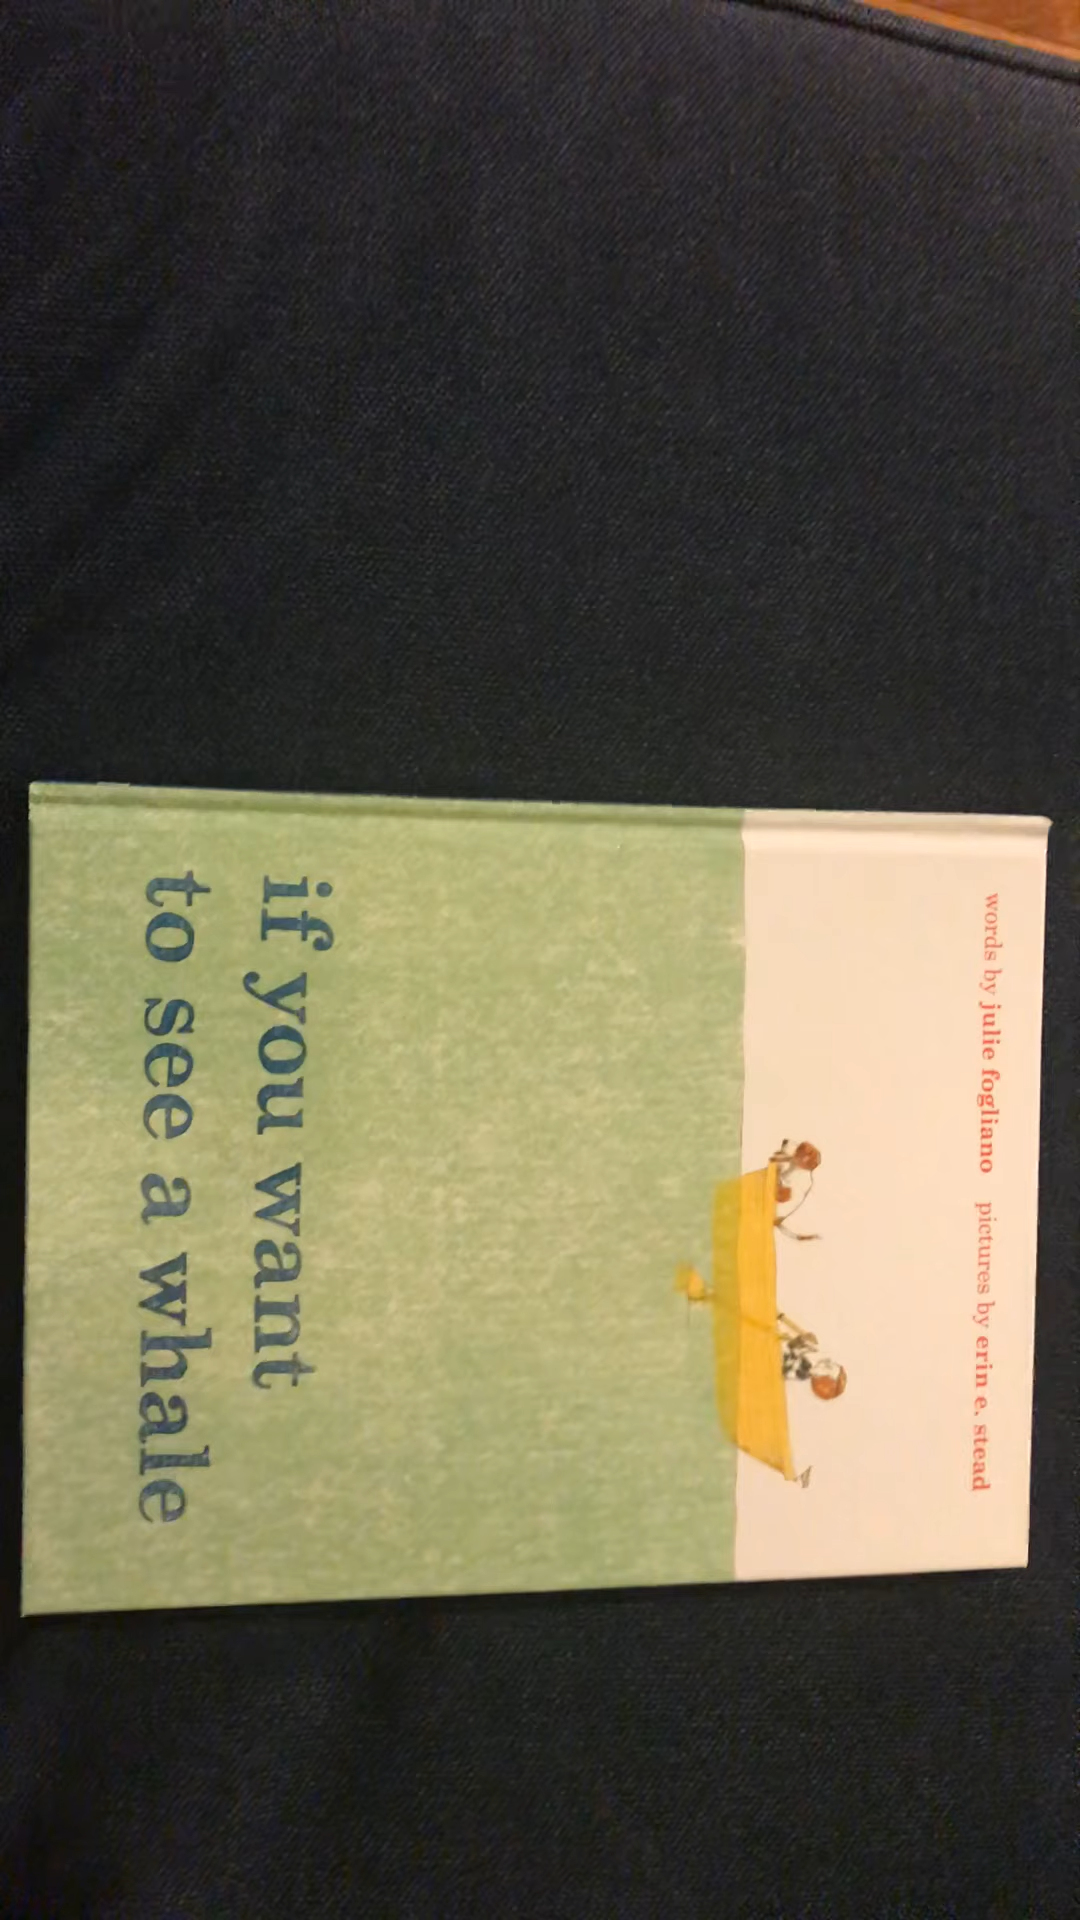 words by julie fogliano pictures by erin e. stead
if you want
to see a whale